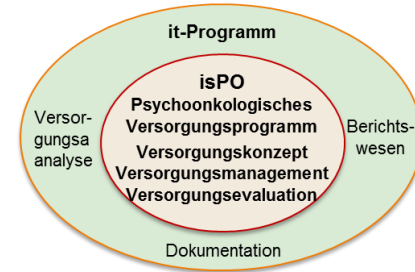 it-Programm
isPO
Psychoonkologisches
Versorgungsprogramm
Versorgungskonzept
Versorgungsmanagement
Versorgungsevaluation
Versor-
gungsa
analyse
Berichts-
wesen
Dokumentation